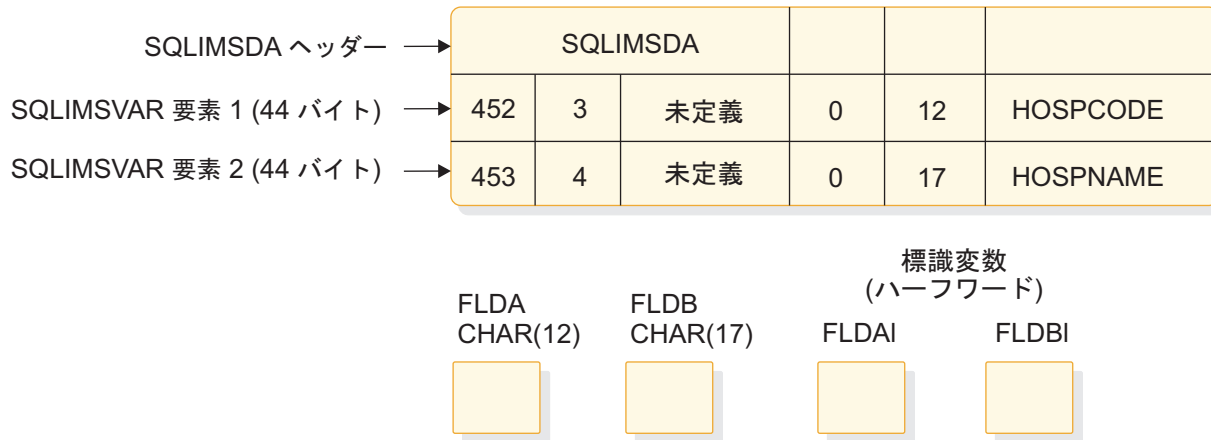 SQLIMSDA ヘッダー SQLIMSDA
SQLIMSVAR 要素 1 (44 バイト) 452 3 未定義 0 12 HOSPCODE
SQLIMSVAR 要素 2 (44 バイト) 453 4 未定義 0 17 HOSPNAME
標識変数
(ハーフワード)
FLDA
CHAR(12)
FLDB
CHAR(17)
FLDAI
FLDBI